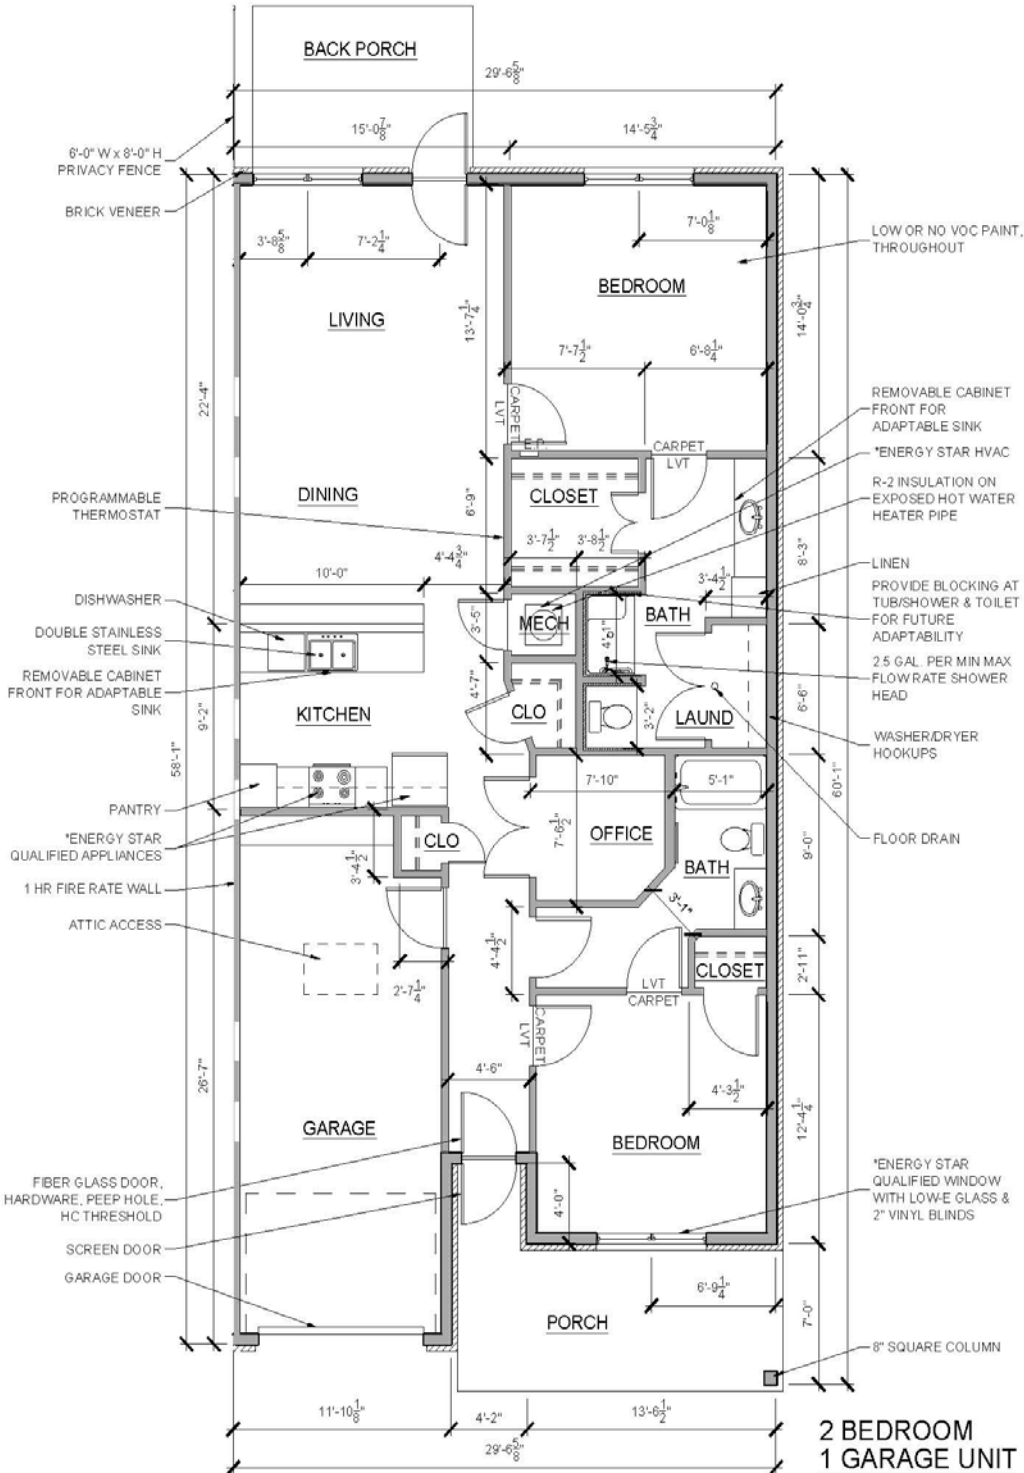 BACK PORCH
29'-6 5/8"
15'-0 7/8"
14'-5 3/4"
6'-0" W x 8'-0" H
PRIVACY FENCE
BRICK VENEER
3'-8 5/8"
7'-2 1/4"
7'-0 1/8"
LOW OR NO VOC PAINT,
THROUGHOUT
BEDROOM
LIVING
13'-7 1/4"
14'-0 3/4"
7'-7 1/2"
6'-8 1/4"
22'-4"
CARPET
LVT
E.P.
CARPET
LVT
REMOVABLE CABINET
FRONT FOR
ADAPTABLE SINK
*ENERGY STAR HVAC
R-2 INSULATION ON
EXPOSED HOT WATER
HEATER PIPE
PROGRAMMABLE
THERMOSTAT
DINING
6'-9"
CLOSET
3'-7 1/2"
3'-8 1/2"
4'-4 3/4"
8'-3"
10'-0"
3'-4 1/2"
LINEN
PROVIDE BLOCKING AT
TUB/SHOWER & TOILET
FOR FUTURE
ADAPTABILITY
DISHWASHER
DOUBLE STAINLESS
STEEL SINK
REMOVABLE CABINET
FRONT FOR ADAPTABLE
SINK
3'-5"
MECH
4'-1"
BATH
2.5 GAL. PER MIN MAX
FLOW RATE SHOWER
HEAD
4'-7"
CLO
3'-2"
LAUND
6'-6"
WASHER/DRYER
HOOKUPS
KITCHEN
9'-2"
58'-1"
60'-1"
7'-10"
5'-1"
PANTRY
*ENERGY STAR
QUALIFIED APPLIANCES
CLO
7'-6 1/2"
OFFICE
9'-0"
FLOOR DRAIN
3'-4 1/2"
BATH
1 HR FIRE RATE WALL
3'-1"
ATTIC ACCESS
4'-4 1/2"
2'-7 1/4"
CLOSET
2'-11"
LVT
CARPET
CARPET
LVT
26'-7"
4'-6"
4'-3 1/2"
12'-4 1/4"
GARAGE
BEDROOM
FIBER GLASS DOOR,
HARDWARE, PEEP HOLE,
HC THRESHOLD
4'-0"
*ENERGY STAR
QUALIFIED WINDOW
WITH LOW-E GLASS &
2" VINYL BLINDS
SCREEN DOOR
GARAGE DOOR
6'-9 1/4"
PORCH
7'-0"
8" SQUARE COLUMN
11'-10 1/8"
4'-2"
13'-6 1/2"
29'-6 5/8"
2 BEDROOM
1 GARAGE UNIT